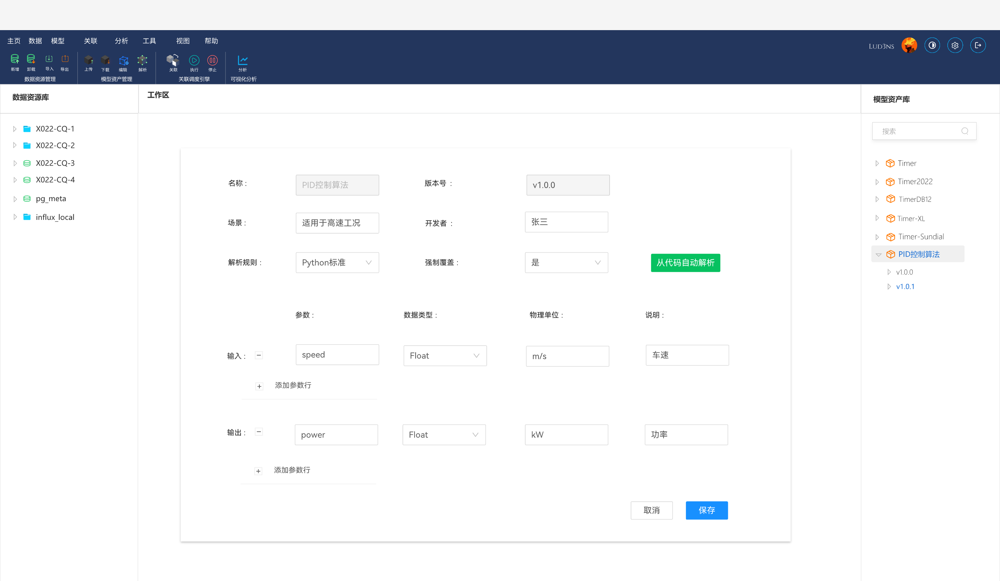 主页 数据 模型 关联 分析 工具 视图 帮助
Lud3ns
新增 卸载 导入 导出 上传 下载 编辑 解析 关联 执行 停止 分析
数据资源管理 模型资产管理 关联调度引擎 可视化分析
数据资源库
X022-CQ-1
X022-CQ-2
X022-CQ-3
X022-CQ-4
pg_meta
influx_local
工作区
名称： PID控制算法 版本号 ： v1.0.0
场景： 适用于高速工况 开发者 ： 张三
解析规则： Python标准 强制覆盖： 是 从代码自动解析
参数： 数据类型： 物理单位： 说明：
输入： − speed Float m/s 车速
+ 添加参数行
输出： − power Float kW 功率
+ 添加参数行
取消 保存
模型资产库
搜索
Timer
Timer2022
TimerDB12
Timer-XL
Timer-Sundial
PID控制算法
v1.0.0
v1.0.1